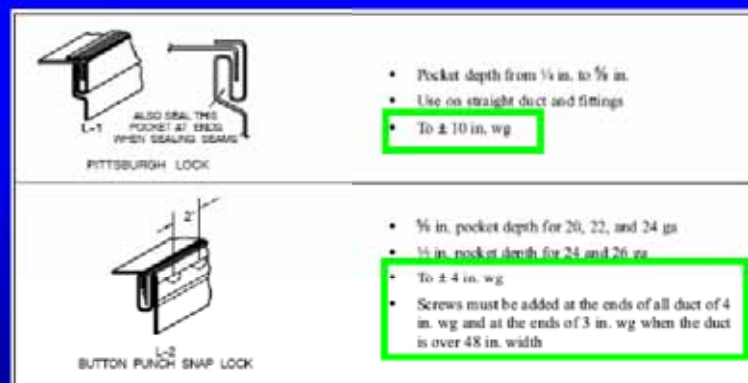 ALSO SEAL THIS
POCKET AT ENDS
WHEN SEALING SEAMS
L-1
PITTSBURGH LOCK
• Pocket depth from ¼ in. to ⅝ in.
• Use on straight duct and fittings
• To ± 10 in. wg
2"
L-2
BUTTON PUNCH SNAP LOCK
• ⅝ in. pocket depth for 20, 22, and 24 ga
• ½ in. pocket depth for 24 and 26 ga
• To ± 4 in. wg
• Screws must be added at the ends of all duct of 4
in. wg and at the ends of 3 in. wg when the duct
is over 48 in. width